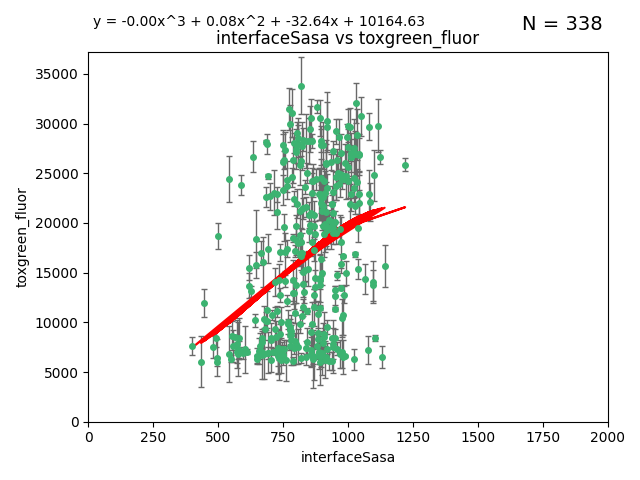 y = -0.00x^3 + 0.08x^2 + -32.64x + 10164.63
N = 338
interfaceSasa vs toxgreen_fluor
35000
30000
25000
20000
15000
10000
5000
0
toxgreen_fluor
0 250 500 750 1000 1250 1500 1750 2000
interfaceSasa